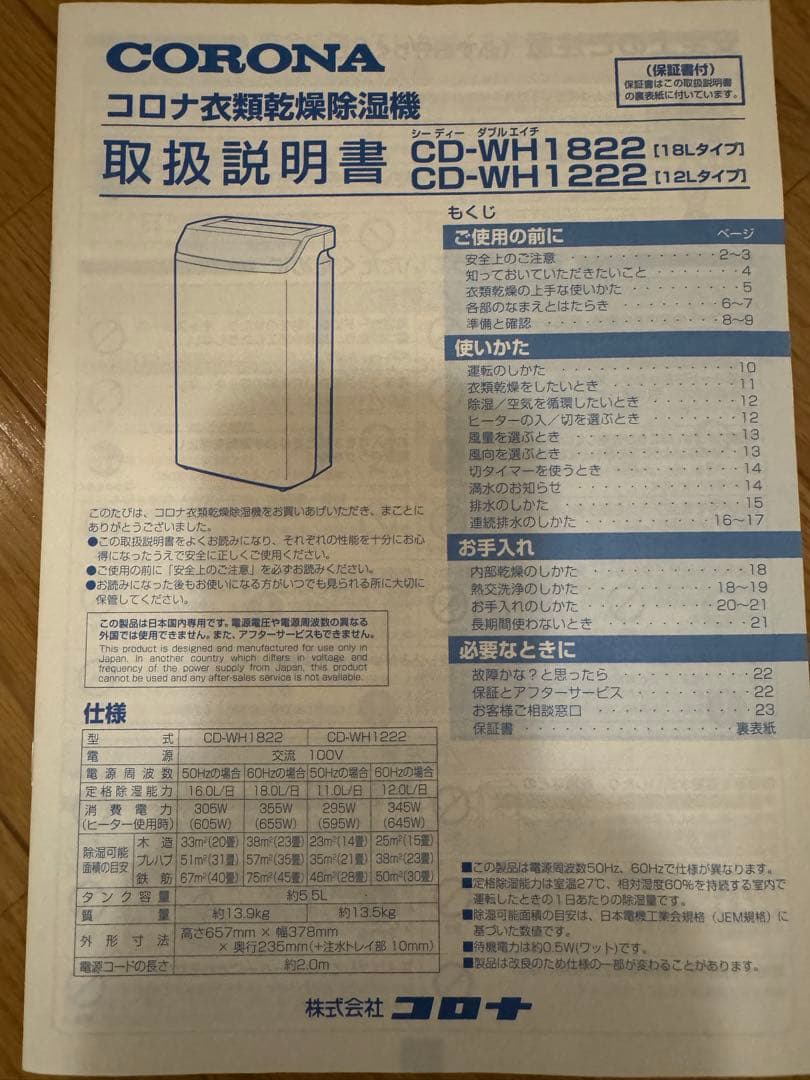 CORONA
(保証書付)
保証書はこの取扱説明書
の裏表紙に付いています。
コロナ衣類乾燥除湿機
取扱説明書
シー ディー ダブルエイチ
CD-WH1822 [18Lタイプ]
CD-WH1222 [12Lタイプ]
もくじ
ご使用の前に ページ
安全上のご注意 ・・・・・・・・・・・・ 2〜3
知っておいていただきたいこと ・・・・・・・ 4
衣類乾燥の上手な使いかた ・・・・・・・・・ 5
各部のなまえとはたらき ・・・・・・・・ 6〜7
準備と確認 ・・・・・・・・・・・・・・ 8〜9
使いかた
運転のしかた ・・・・・・・・・・・・・ 10
衣類乾燥をしたいとき ・・・・・・・・・ 11
除湿/空気を循環したいとき ・・・・・・・ 12
ヒーターの入/切を選ぶとき ・・・・・・・ 12
風量を選ぶとき ・・・・・・・・・・・・ 13
風向を選ぶとき ・・・・・・・・・・・・ 13
切タイマーを使うとき ・・・・・・・・・ 14
満水のお知らせ ・・・・・・・・・・・・ 14
排水のしかた ・・・・・・・・・・・・・ 15
連続排水のしかた ・・・・・・・・・ 16〜17
お手入れ
内部乾燥のしかた ・・・・・・・・・・・ 18
熱交洗浄のしかた ・・・・・・・・・ 18〜19
お手入れのしかた ・・・・・・・・・ 20〜21
長期間使わないとき ・・・・・・・・・・ 21
必要なときに
故障かな?と思ったら ・・・・・・・・・ 22
保証とアフターサービス ・・・・・・・・ 22
お客様ご相談窓口 ・・・・・・・・・・・ 23
保証書 ・・・・・・・・・・・・・・ 裏表紙
このたびは、コロナ衣類乾燥除湿機をお買いあげいただき、まことに
ありがとうございました。
●この取扱説明書をよくお読みになり、それぞれの性能を十分にお心
得になったうえで安全に正しくご使用ください。
●ご使用の前に「安全上のご注意」を必ずお読みください。
●お読みになった後もお使いになる方がいつでも見られる所に大切に
保管してください。
この製品は日本国内専用です。電源電圧や電源周波数の異なる
外国では使用できません。また、アフターサービスもできません。
This product is designed and manufactured for use only in
Japan. In another country which differs in voltage and
frequency of the power supply from Japan, this product
cannot be used and any after-sales service is not available.
仕様
型式 CD-WH1822 CD-WH1222
電源 交流 100V
電源周波数 50Hzの場合 60Hzの場合 50Hzの場合 60Hzの場合
定格除湿能力 16.0L/日 18.0L/日 11.0L/日 12.0L/日
消費電力 305W 355W 295W 345W
(ヒーター使用時) (605W) (655W) (595W) (645W)
除湿可能
面積の目安
木造 33m²(20畳) 38m²(23畳) 23m²(14畳) 25m²(15畳)
プレハブ 51m²(31畳) 57m²(35畳) 35m²(21畳) 38m²(23畳)
鉄筋 67m²(40畳) 75m²(45畳) 46m²(28畳) 50m²(30畳)
タンク容量 約5.5L
質量 約13.9kg 約13.5kg
外形寸法 高さ657mm × 幅378mm
× 奥行235mm(+注水トレイ部 10mm)
電源コードの長さ 約2.0m
■この製品は電源周波数50Hz、60Hzで仕様が異なります。
■定格除湿能力は室温27℃、相対湿度60%を持続する室内で
運転したときの1日あたりの除湿量です。
■除湿可能面積の目安は、日本電機工業会規格(JEM規格)に
基づいた数値です。
■待機電力は約0.5W(ワット)です。
■製品は改良のため仕様の一部が変わることがあります。
株式会社 コロナ